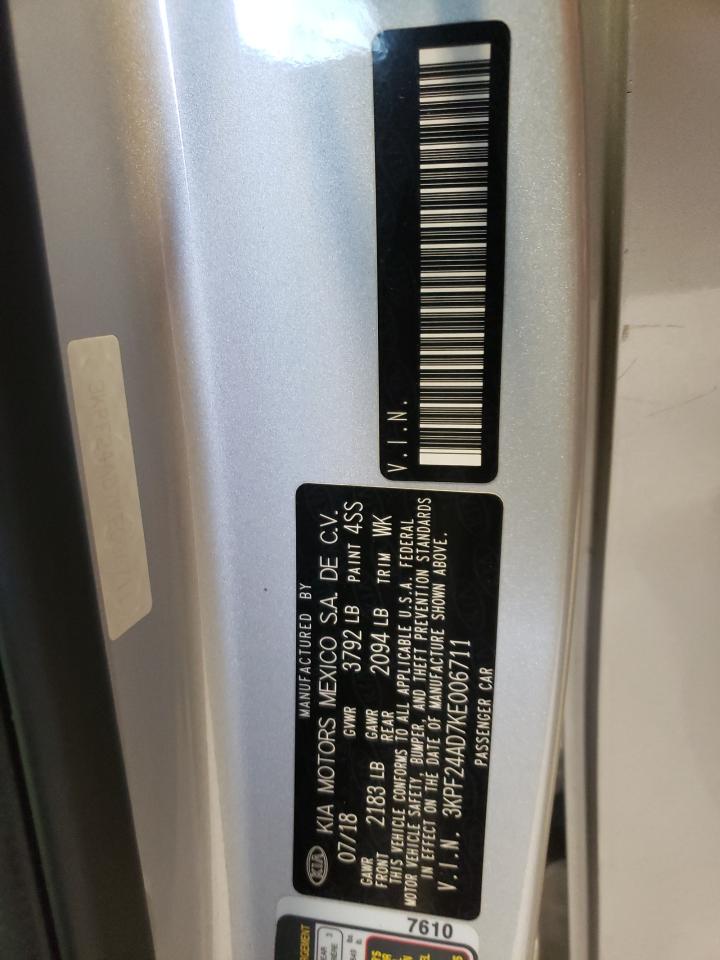 V.I.N.
MANUFACTURED BY
KIA KIA MOTORS MEXICO S.A. DE C.V.
07/18 GVWR 3792 LB PAINT 4SS
GAWR FRONT 2183 LB GAWR REAR 2094 LB TRIM WK
THIS VEHICLE CONFORMS TO ALL APPLICABLE U.S.A. FEDERAL
MOTOR VEHICLE SAFETY, BUMPER, AND THEFT PREVENTION STANDARDS
IN EFFECT ON THE DATE OF MANUFACTURE SHOWN ABOVE.
V.I.N. 3KPF24AD7KE006711
PASSENGER CAR
7610